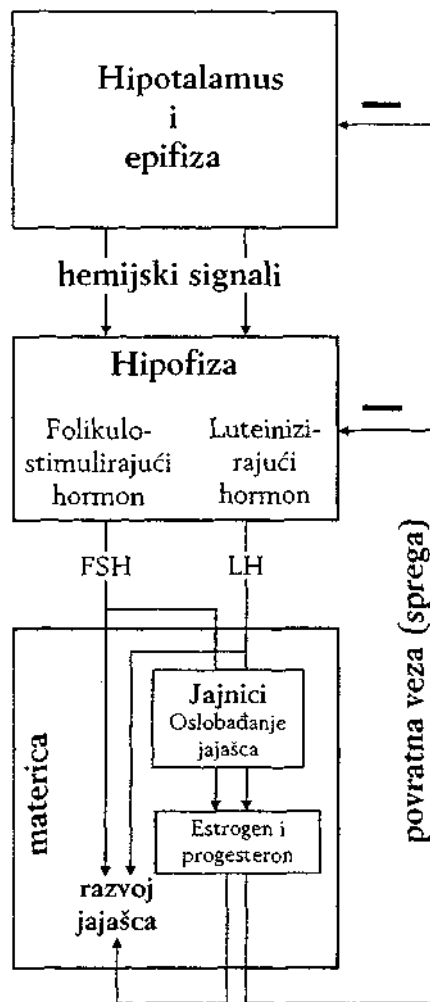 Hipotalamus
i
epifiza
hemijski signali
Hipofiza
Folikulo-
stimulirajući
hormon
Luteinizi-
rajući
hormon
FSH
LH
materica
Jajnici
Oslobađanje
jajašca
Estrogen i
progesteron
razvoj
jajašca
povratna veza (sprega)